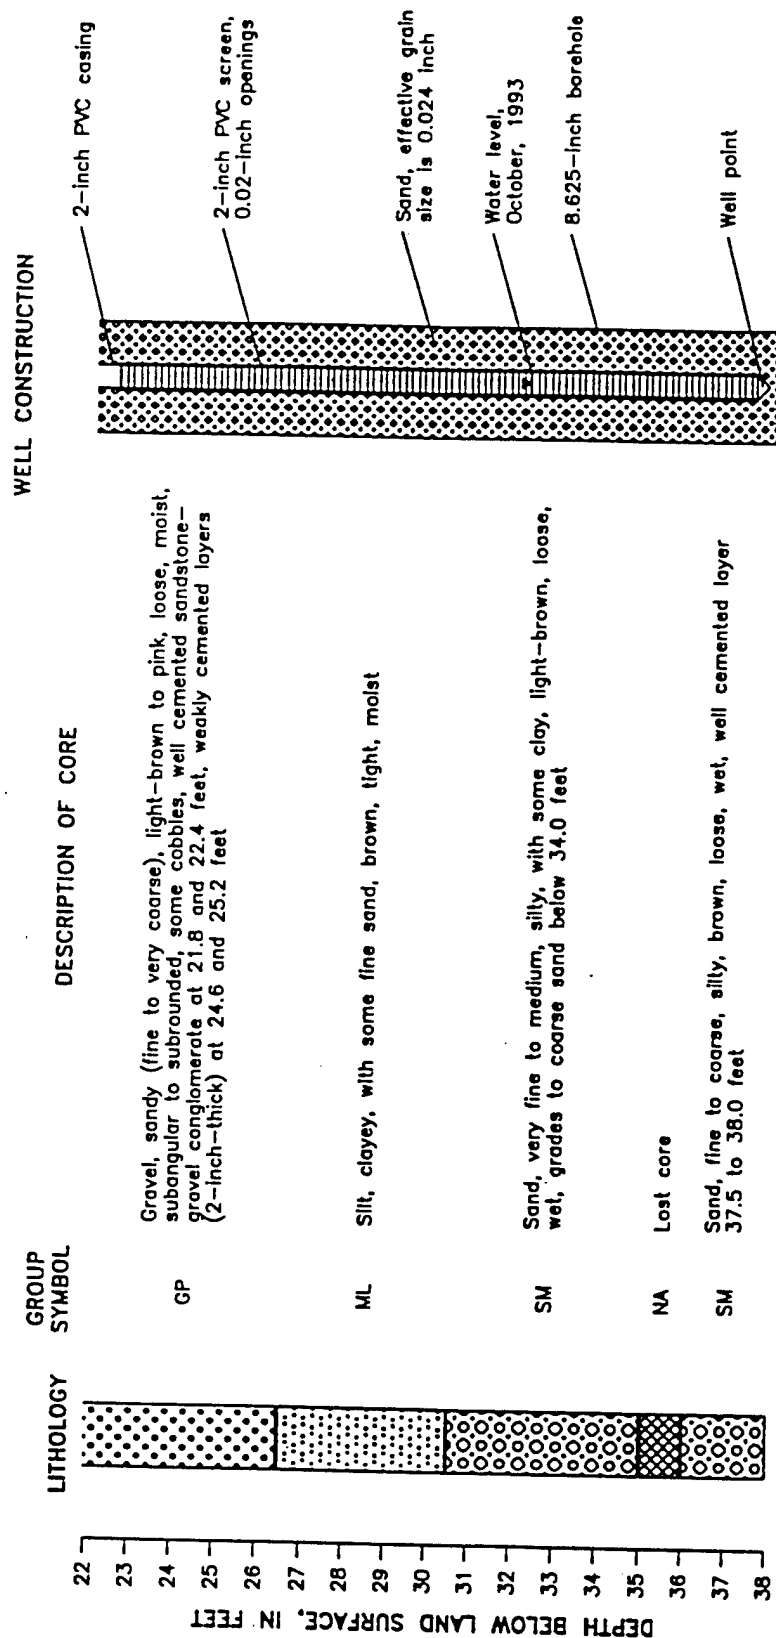 DEPTH BELOW LAND SURFACE, IN FEET
22
23
24
25
26
27
28
29
30
31
32
33
34
35
36
37
38
LITHOLOGY
GROUP
SYMBOL
GP
ML
SM
NA
SM
DESCRIPTION OF CORE
Gravel, sandy (fine to very coarse), light-brown to pink, loose, moist,
subangular to subrounded, some cobbles, well cemented sandstone-
gravel conglomerate at 21.8 and 22.4 feet, weakly cemented layers
(2-inch-thick) at 24.6 and 25.2 feet
Silt, clayey, with some fine sand, brown, tight, moist
Sand, very fine to medium, silty, with some clay, light-brown, loose,
wet, grades to coarse sand below 34.0 feet
Lost core
Sand, fine to coarse, silty, brown, loose, wet, well cemented layer
37.5 to 38.0 feet
WELL CONSTRUCTION
2-inch PVC casing
2-inch PVC screen,
0.02-inch openings
Sand, effective grain
size is 0.024 inch
Water level,
October, 1993
8.625-inch borehole
Well point